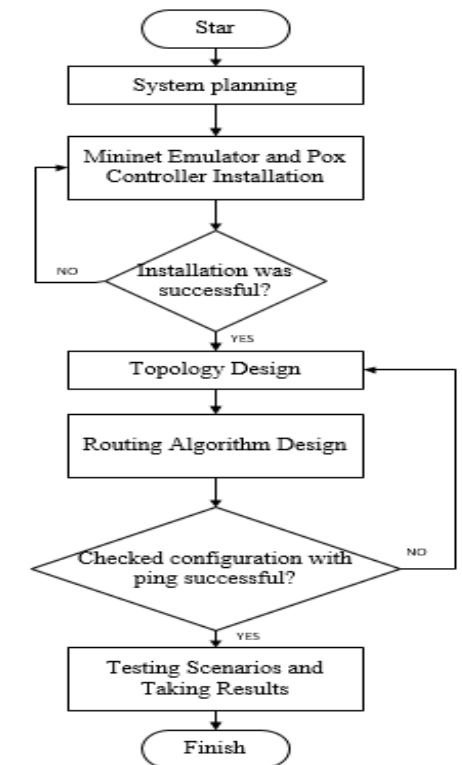 Star
System planning
Mininet Emulator and Pox
Controller Installation
Installation was
successful?
NO
YES
Topology Design
Routing Algorithm Design
Checked configuration with
ping successful?
NO
YES
Testing Scenarios and
Taking Results
Finish